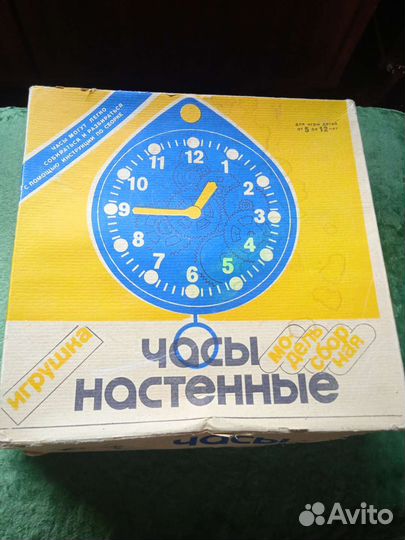 ЧАСЫ МОГУТ ЛЕГКО
СОБИРАТЬСЯ И РАЗБИРАТЬСЯ
С ПОМОЩЬЮ ИНСТРУКЦИИ ПО СБОРКЕ
для игры детей
от 5 до 12 лет
12
1
2
3
4
5
6
7
8
9
10
11
игрушка
часы
настенные
мо-
дель
сбор
ная
часы
Avito